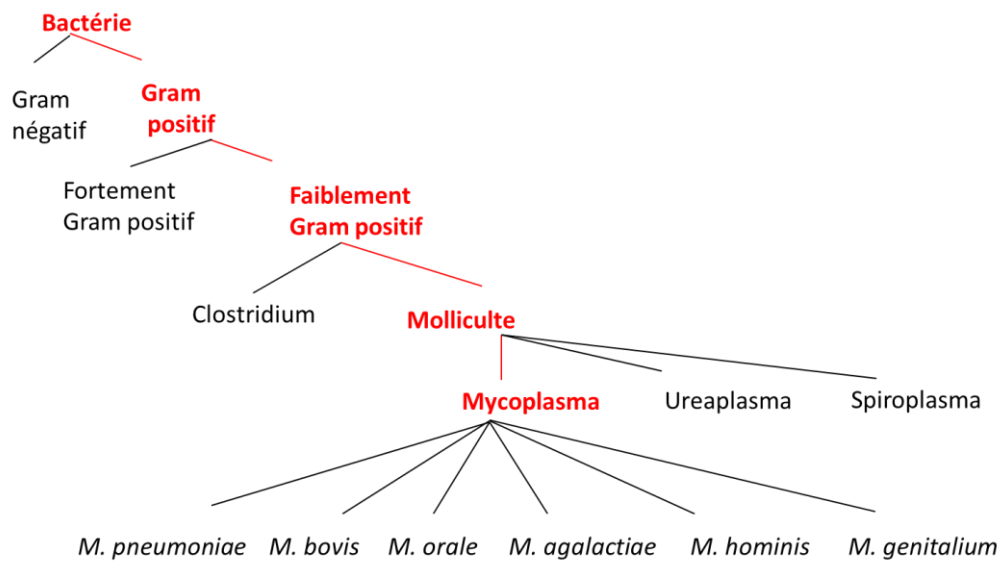 Bactérie
Gram
négatif
Gram
positif
Fortement
Gram positif
Faiblement
Gram positif
Clostridium
Molliculte
Mycoplasma
Ureaplasma
Spiroplasma
M. pneumoniae
M. bovis
M. orale
M. agalactiae
M. hominis
M. genitalium